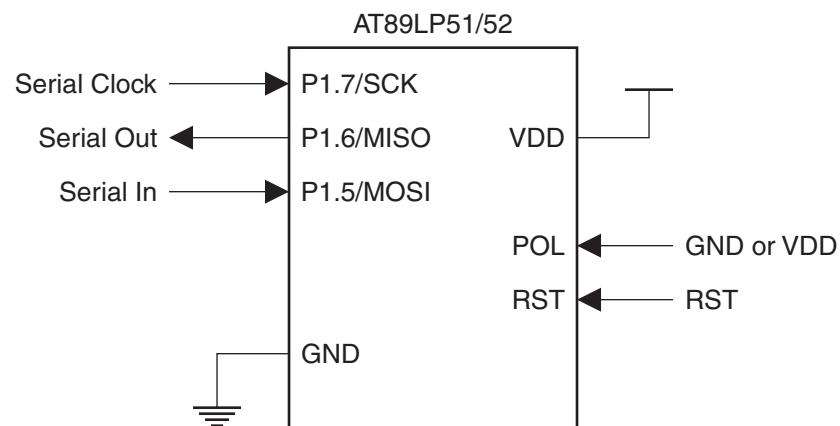 AT89LP51/52
Serial Clock P1.7/SCK
Serial Out P1.6/MISO VDD
Serial In P1.5/MOSI
POL GND or VDD
RST RST
GND